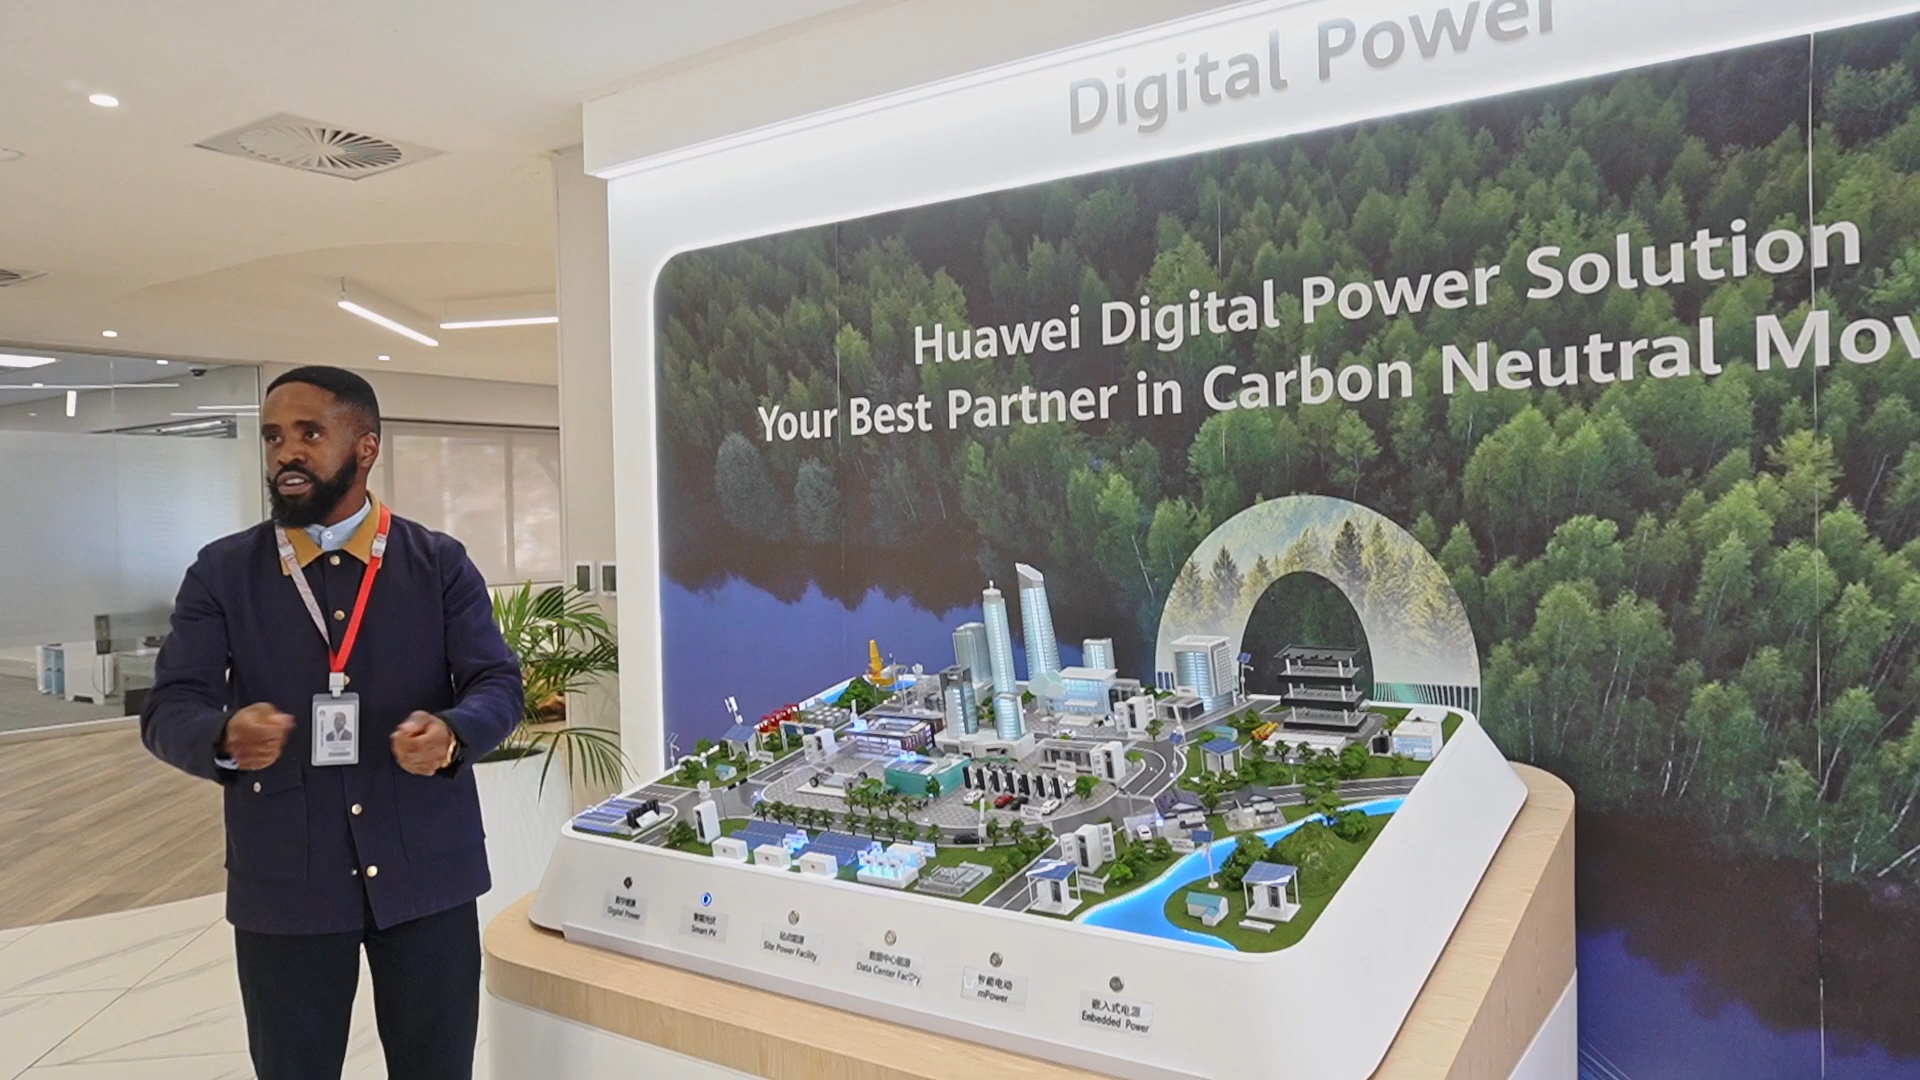 Digital Power
Huawei Digital Power Solution
Your Best Partner in Carbon Neutral Mov
数字能源
Digital Power
智能光伏
Smart PV
站点能源
Site Power Facility
数据中心能源
Data Center Facility
智能电动
mPower
嵌入式电源
Embedded Power